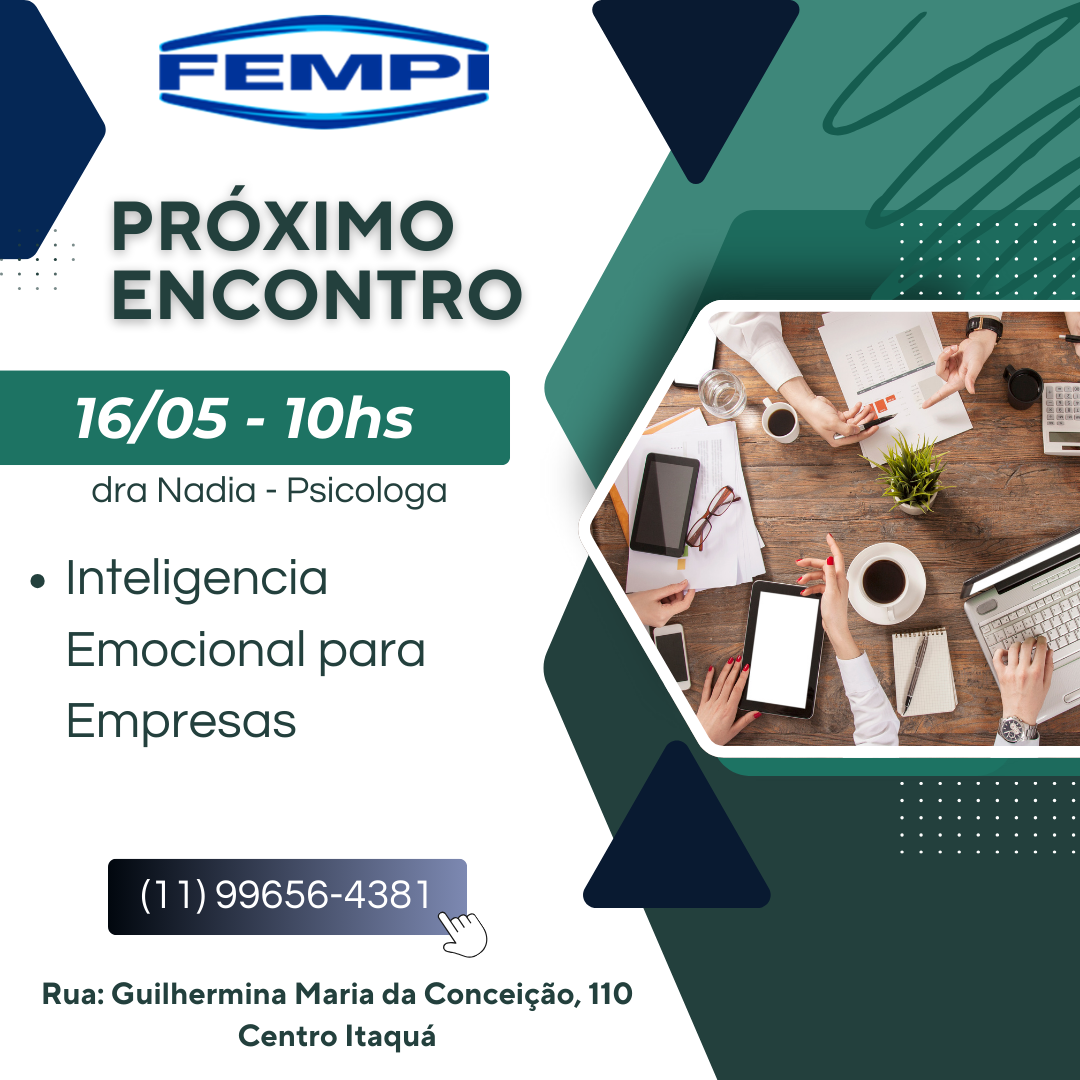 FEMPI
PRÓXIMO
ENCONTRO
16/05 - 10hs
dra Nadia - Psicologa
• Inteligencia
Emocional para
Empresas
(11) 99656-4381
Rua: Guilhermina Maria da Conceição, 110
Centro Itaquá